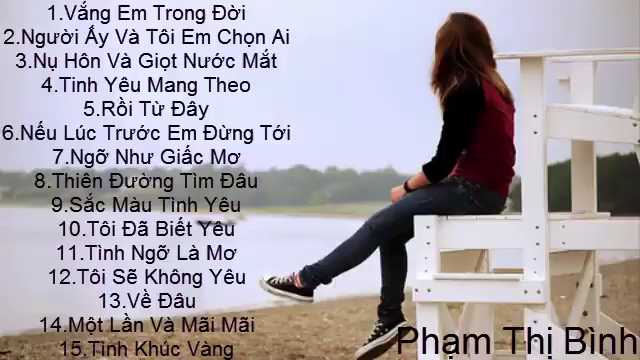 1.Vắng Em Trong Đời
2.Người Ấy Và Tôi Em Chọn Ai
3.Nụ Hôn Và Giọt Nước Mắt
4.Tinh Yêu Mang Theo
5.Rồi Từ Đây
6.Nếu Lúc Trước Em Đừng Tới
7.Ngỡ Như Giấc Mơ
8.Thiên Đường Tìm Đâu
9.Sắc Màu Tình Yêu
10.Tôi Đã Biết Yêu
11.Tình Ngỡ Là Mơ
12.Tôi Sẽ Không Yêu
13.Về Đâu
14.Một Lần Và Mãi Mãi
15.Tình Khúc Vàng
Phạm Thị Bình